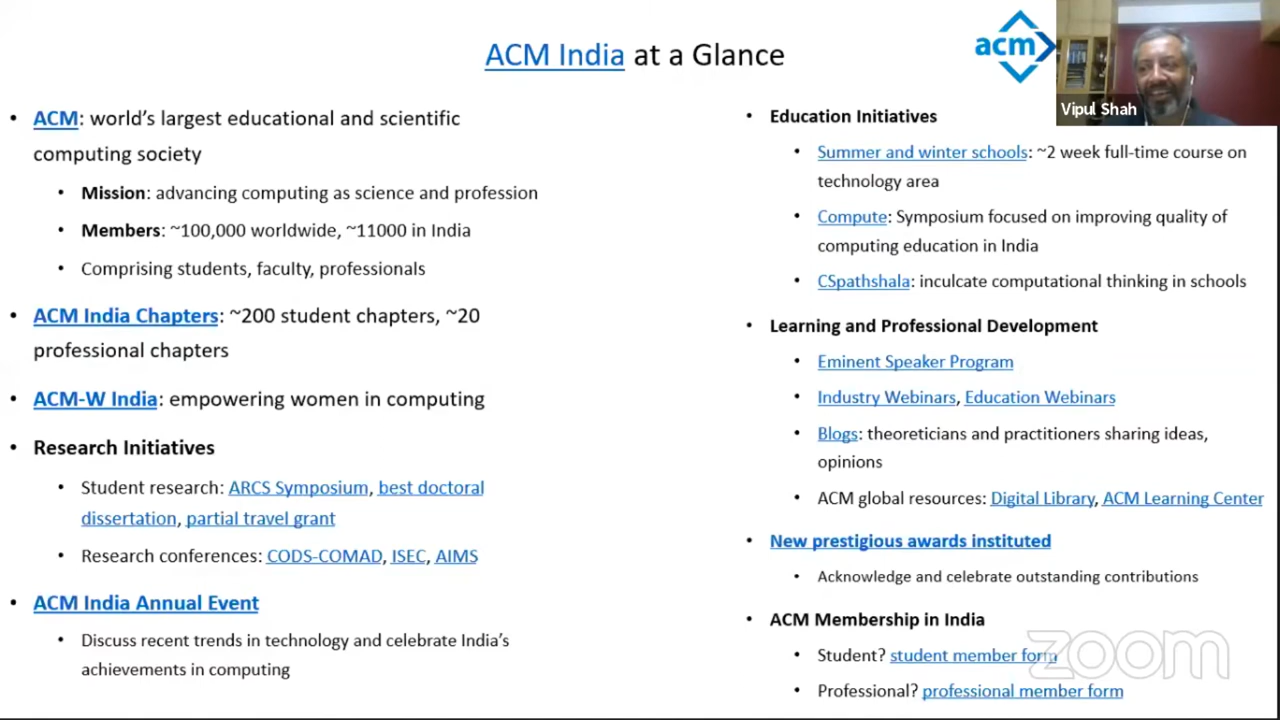 ACM India at a Glance
acm
Vipul Shah
• ACM: world's largest educational and scientific
computing society
• Mission: advancing computing as science and profession
• Members: ~100,000 worldwide, ~11000 in India
• Comprising students, faculty, professionals
• ACM India Chapters: ~200 student chapters, ~20
professional chapters
• ACM-W India: empowering women in computing
• Research Initiatives
• Student research: ARCS Symposium, best doctoral
dissertation, partial travel grant
• Research conferences: CODS-COMAD, ISEC, AIMS
• ACM India Annual Event
• Discuss recent trends in technology and celebrate India's
achievements in computing
• Education Initiatives
• Summer and winter schools: ~2 week full-time course on
technology area
• Compute: Symposium focused on improving quality of
computing education in India
• CSpathshala: inculcate computational thinking in schools
• Learning and Professional Development
• Eminent Speaker Program
• Industry Webinars, Education Webinars
• Blogs: theoreticians and practitioners sharing ideas,
opinions
• ACM global resources: Digital Library, ACM Learning Center
• New prestigious awards instituted
• Acknowledge and celebrate outstanding contributions
• ACM Membership in India
• Student? student member form
• Professional? professional member form
zoom